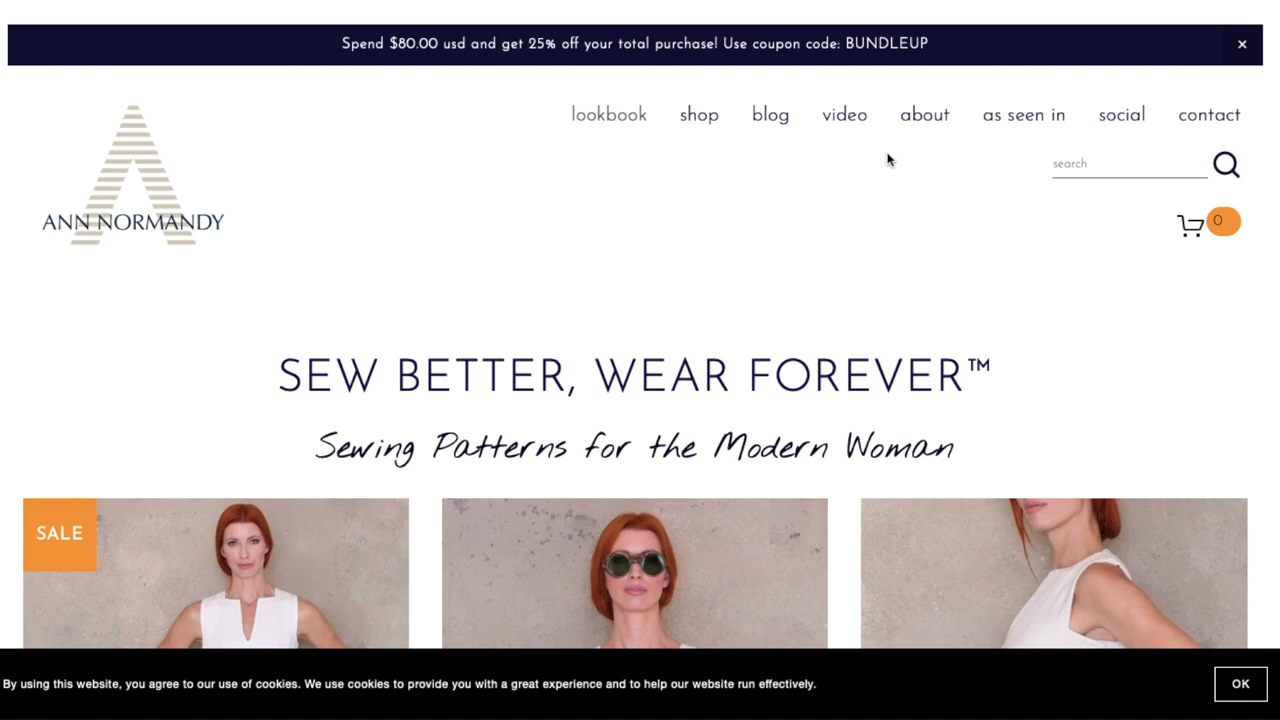 Spend $80.00 usd and get 25% off your total purchase! Use coupon code: BUNDLEUP ×
lookbook shop blog video about as seen in social contact
search
ANN NORMANDY
0
SEW BETTER, WEAR FOREVER™
Sewing Patterns for the Modern Woman
SALE
By using this website, you agree to our use of cookies. We use cookies to provide you with a great experience and to help our website run effectively.
OK